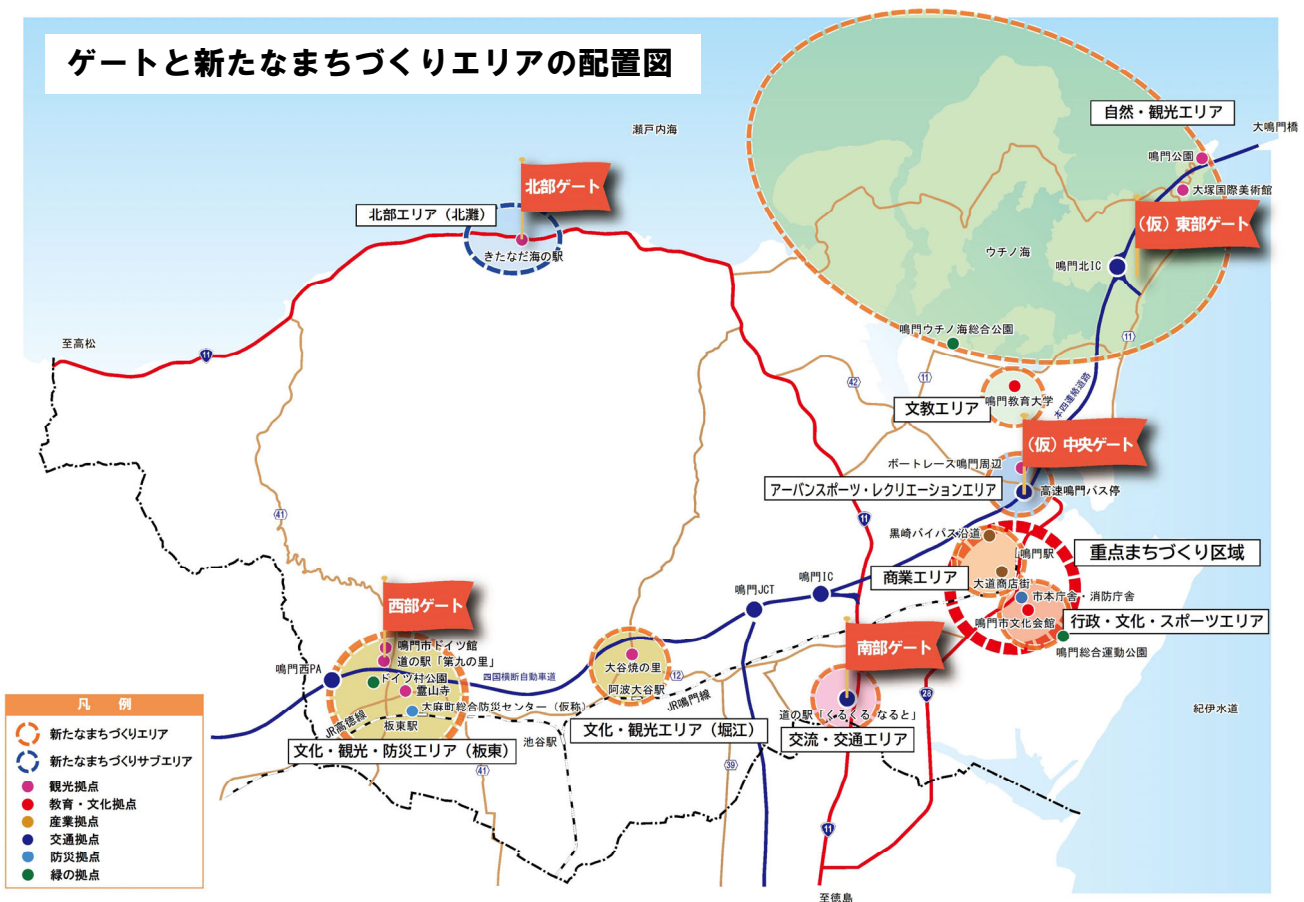 ゲートと新たなまちづくりエリアの配置図
瀬戸内海
自然・観光エリア
大鳴門橋
鳴門公園
大塚国際美術館
北部ゲート
北部エリア（北灘）
きたなだ海の駅
(仮) 東部ゲート
ウチノ海
鳴門北IC
至高松
11
鳴門ウチノ海総合公園
11
42
11
本四連絡道路
鳴門教育大学
文教エリア
(仮) 中央ゲート
ボートレース鳴門周辺
アーバンスポーツ・レクリエーションエリア
高速鳴門バス停
41
11
黒崎バイパス沿道
鳴門駅
重点まちづくり区域
商業エリア
大道商店街
鳴門JCT
鳴門IC
市本庁舎・消防庁舎
鳴門市文化会館
行政・文化・スポーツエリア
鳴門総合運動公園
西部ゲート
南部ゲート
鳴門市ドイツ館
道の駅「第九の里」
鳴門西PA
ドイツ村公園
霊山寺
四国横断自動車道
大谷焼の里
阿波大谷駅
12
JR鳴門線
28
大麻町総合防災センター（仮称）
JR高徳線
板東駅
池谷駅
文化・観光・防災エリア（板東）
文化・観光エリア（堀江）
道の駅「くるくる なると」
交流・交通エリア
紀伊水道
41
39
11
至徳島
凡 例
新たなまちづくりエリア
新たなまちづくりサブエリア
観光拠点
教育・文化拠点
産業拠点
交通拠点
防災拠点
緑の拠点